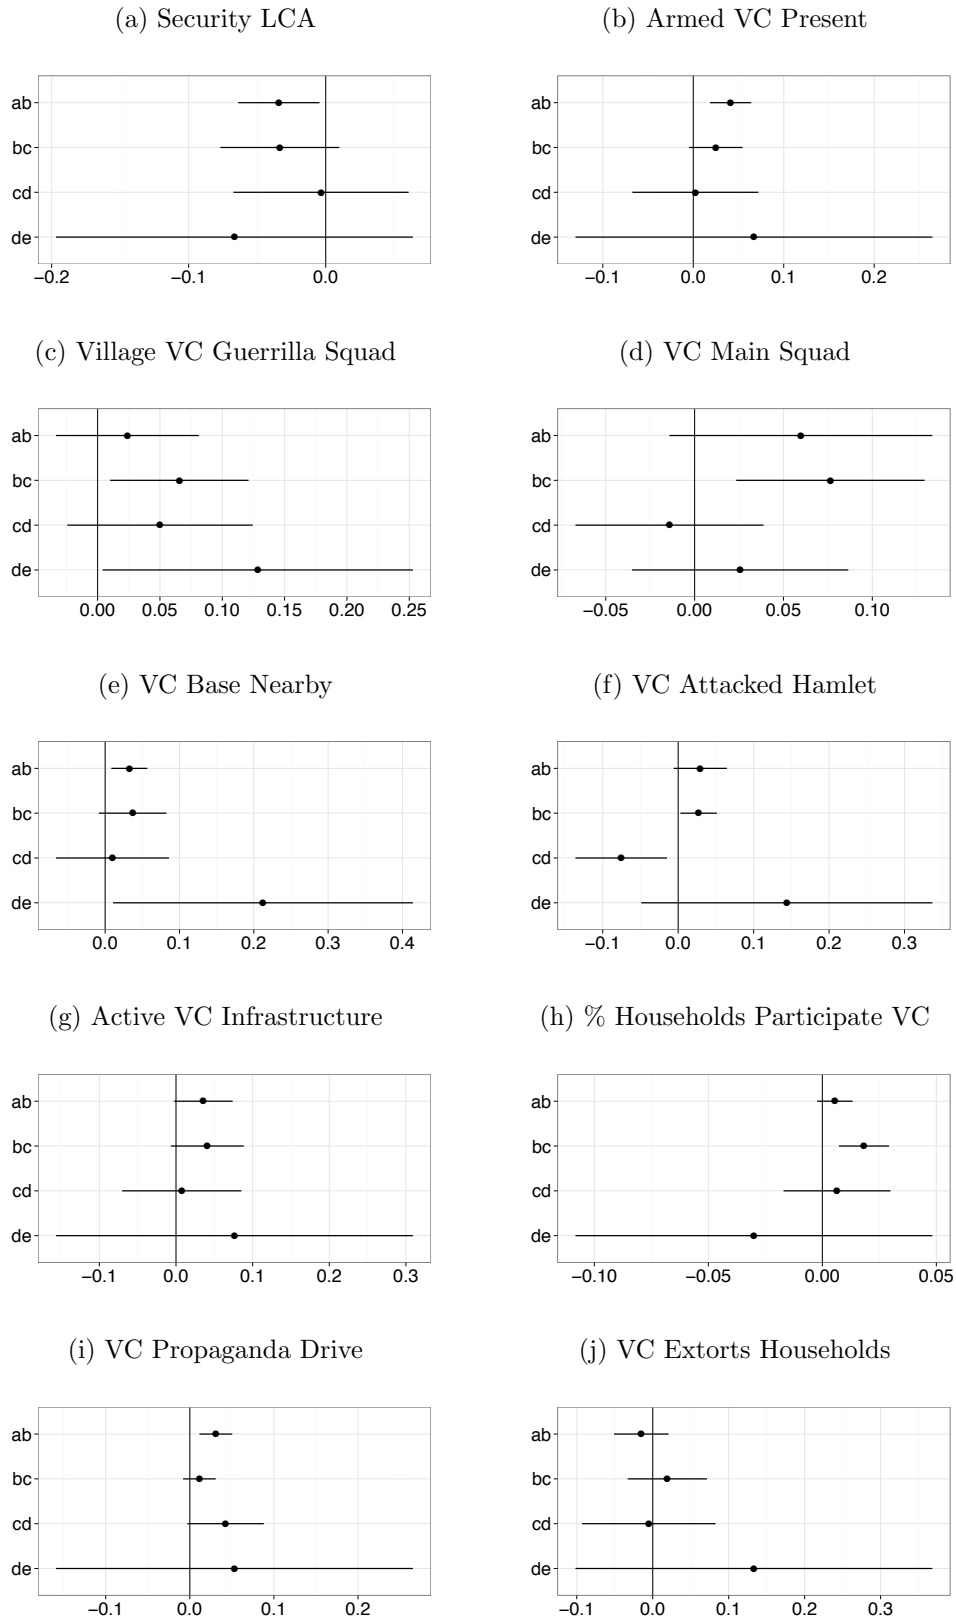 (a) Security LCA
(b) Armed VC Present
ab
bc
cd
de
−0.2 −0.1 0.0
ab
bc
cd
de
−0.1 0.0 0.1 0.2
(c) Village VC Guerrilla Squad
(d) VC Main Squad
ab
bc
cd
de
0.00 0.05 0.10 0.15 0.20 0.25
ab
bc
cd
de
−0.05 0.00 0.05 0.10
(e) VC Base Nearby
(f) VC Attacked Hamlet
ab
bc
cd
de
0.0 0.1 0.2 0.3 0.4
ab
bc
cd
de
−0.1 0.0 0.1 0.2 0.3
(g) Active VC Infrastructure
(h) % Households Participate VC
ab
bc
cd
de
−0.1 0.0 0.1 0.2 0.3
ab
bc
cd
de
−0.10 −0.05 0.00 0.05
(i) VC Propaganda Drive
(j) VC Extorts Households
ab
bc
cd
de
−0.1 0.0 0.1 0.2
ab
bc
cd
de
−0.1 0.0 0.1 0.2 0.3